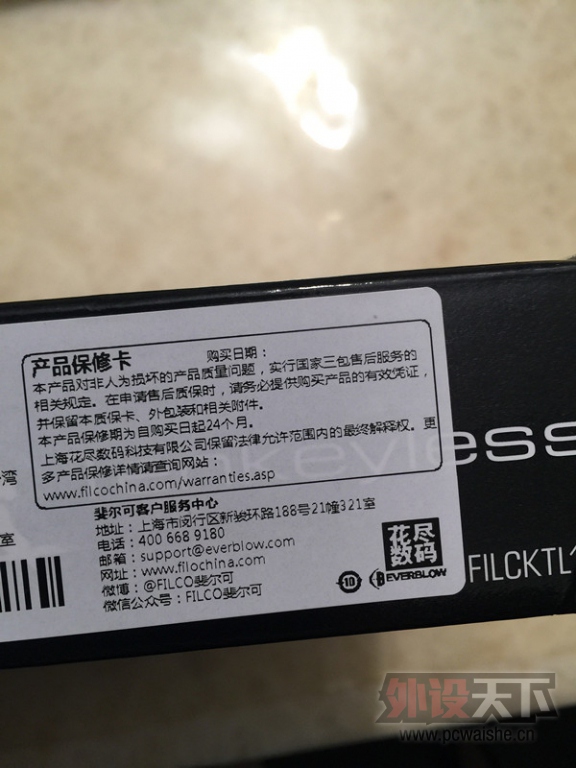 产品保修卡 购买日期：
本产品对非人为损坏的产品质量问题，实行国家三包售后服务的
相关规定。在申请售后质保时，请务必提供购买产品的有效凭证，
并保留本质保卡、外包装和相关附件。
本产品保修期为自购买日起24个月。
上海花尽数码科技有限公司保留法律允许范围内的最终解释权。更
多产品保修详情请查询网站：
www.filcochina.com/warranties.asp
斐尔可客户服务中心
地址：上海市闵行区新骏环路188号21幢321室
电话：400 668 9180
邮箱：support@everblow.com
网址：www.filochina.com
微博：@FILCO斐尔可
微信公众号：FILCO斐尔可
湾
室
花尽
数码
10
EVERBLOW
keyless
FILCKTL
外设天下
www.pcwaishe.cn